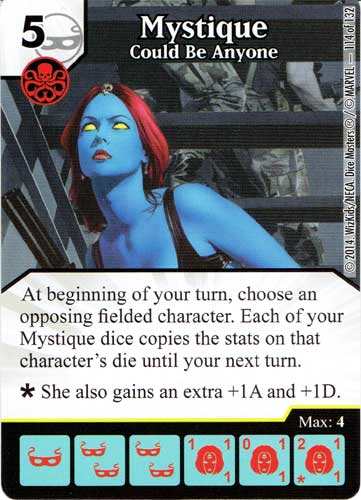 5
Mystique
Could Be Anyone
© 2014 WizKids/NECA. Dice Masters © / © MARVEL — 114 of 132
At beginning of your turn, choose an
opposing fielded character. Each of your
Mystique dice copies the stats on that
character's die until your next turn.
* She also gains an extra +1A and +1D.
Max: 4
1 1 1
0 1 1
2 1 * 1